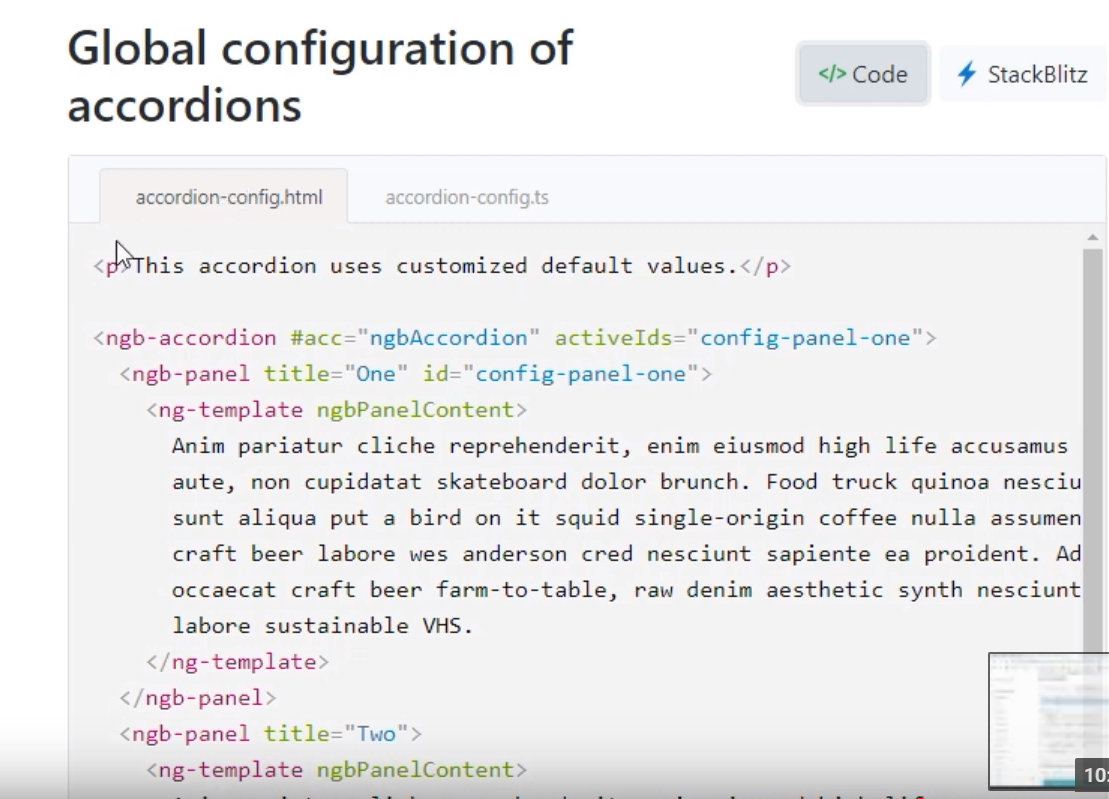 Global configuration of
accordions
</> Code
StackBlitz
accordion-config.html
accordion-config.ts
<p>This accordion uses customized default values.</p>
<ngb-accordion #acc="ngbAccordion" activeIds="config-panel-one">
<ngb-panel title="One" id="config-panel-one">
<ng-template ngbPanelContent>
Anim pariatur cliche reprehenderit, enim eiusmod high life accusamus
aute, non cupidatat skateboard dolor brunch. Food truck quinoa nesciu
sunt aliqua put a bird on it squid single-origin coffee nulla assumen
craft beer labore wes anderson cred nesciunt sapiente ea proident. Ad
occaecat craft beer farm-to-table, raw denim aesthetic synth nesciunt
labore sustainable VHS.
</ng-template>
</ngb-panel>
<ngb-panel title="Two">
<ng-template ngbPanelContent>
10: